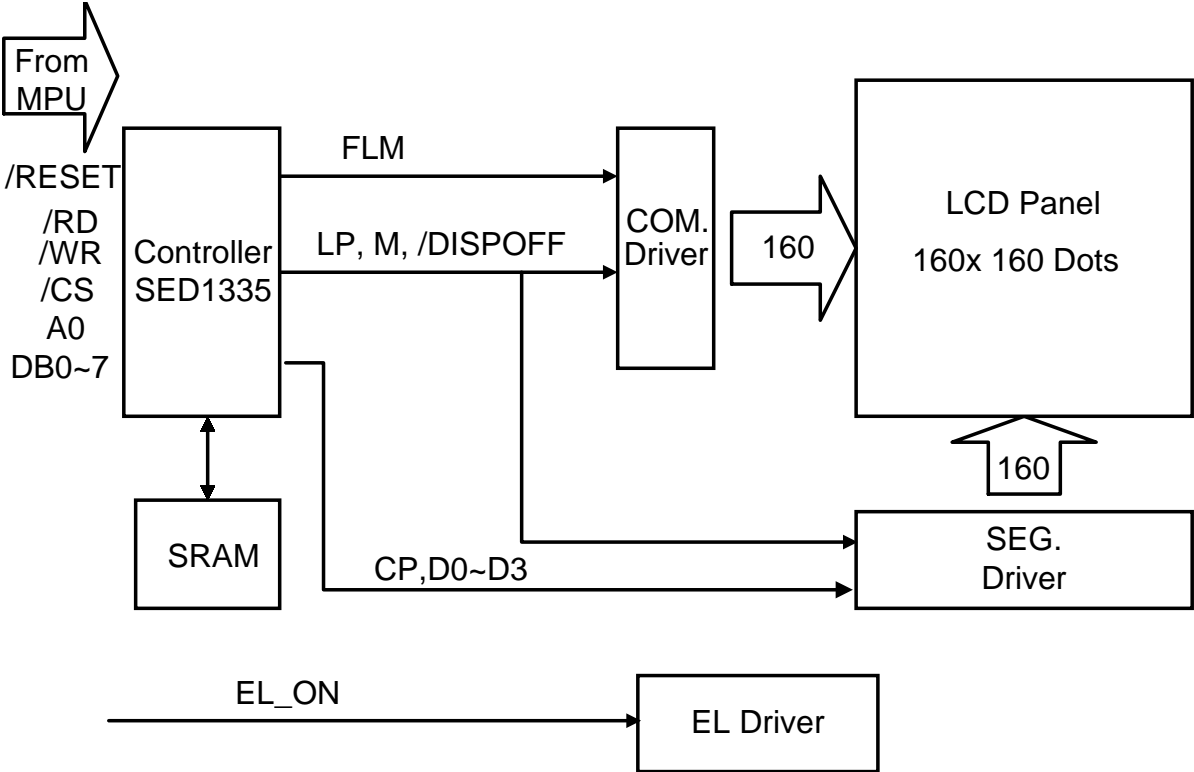 From
MPU
/RESET
/RD
/WR
/CS
A0
DB0~7
Controller
SED1335
FLM
LP, M, /DISPOFF
COM.
Driver
160
LCD Panel
160x 160 Dots
160
SRAM
CP,D0~D3
SEG.
Driver
EL_ON
EL Driver